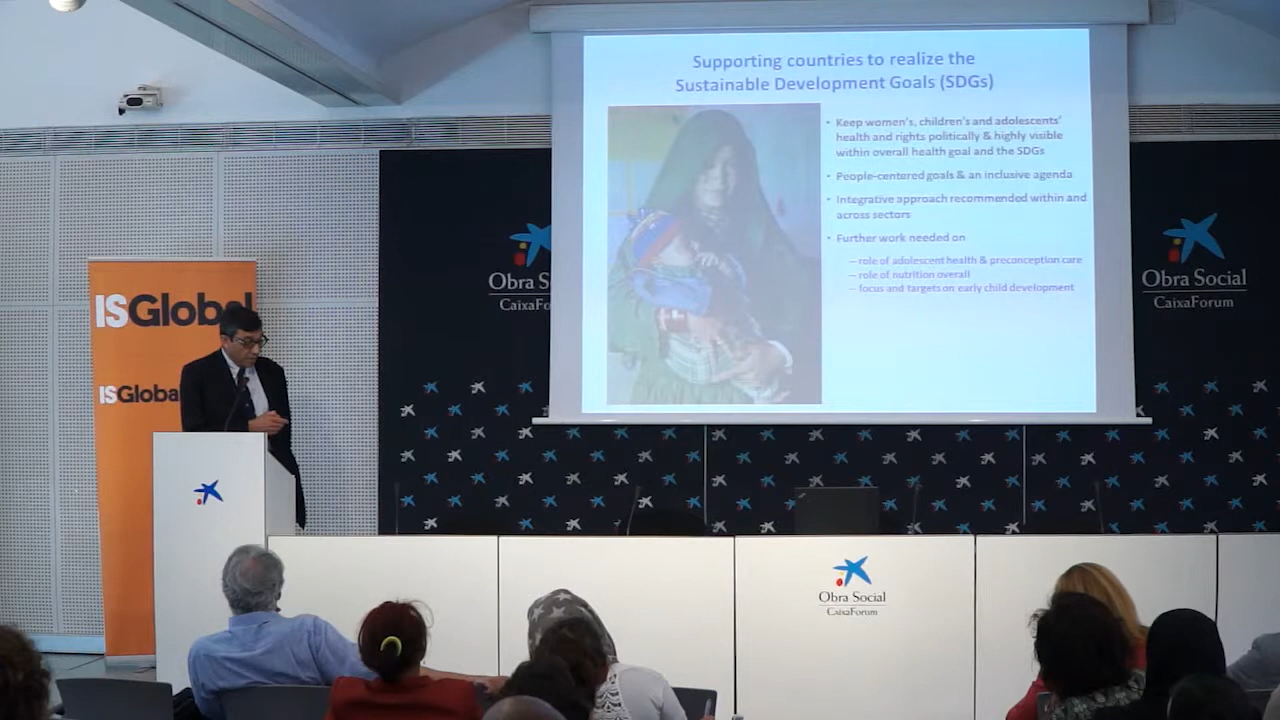 Supporting countries to realize the
Sustainable Development Goals (SDGs)
• Keep women's, children's and adolescents'
health and rights politically & highly visible
within overall health goal and the SDGs
• People-centered goals & an inclusive agenda
• Integrative approach recommended within and
across sectors
• Further work needed on
– role of adolescent health & preconception care
– role of nutrition overall
– focus and targets on early child development
ISGlobal
ISGloba
Obra S
CaixaFo
Obra Social
CaixaForum
Obra Social
CaixaForum